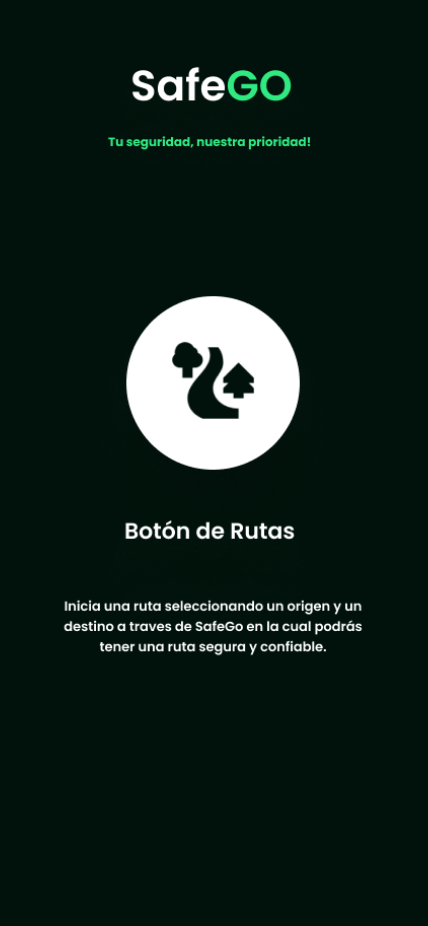 SafeGO
Tu seguridad, nuestra prioridad!
Botón de Rutas
Inicia una ruta seleccionando un origen y un
destino a traves de SafeGo en la cual podrás
tener una ruta segura y confiable.